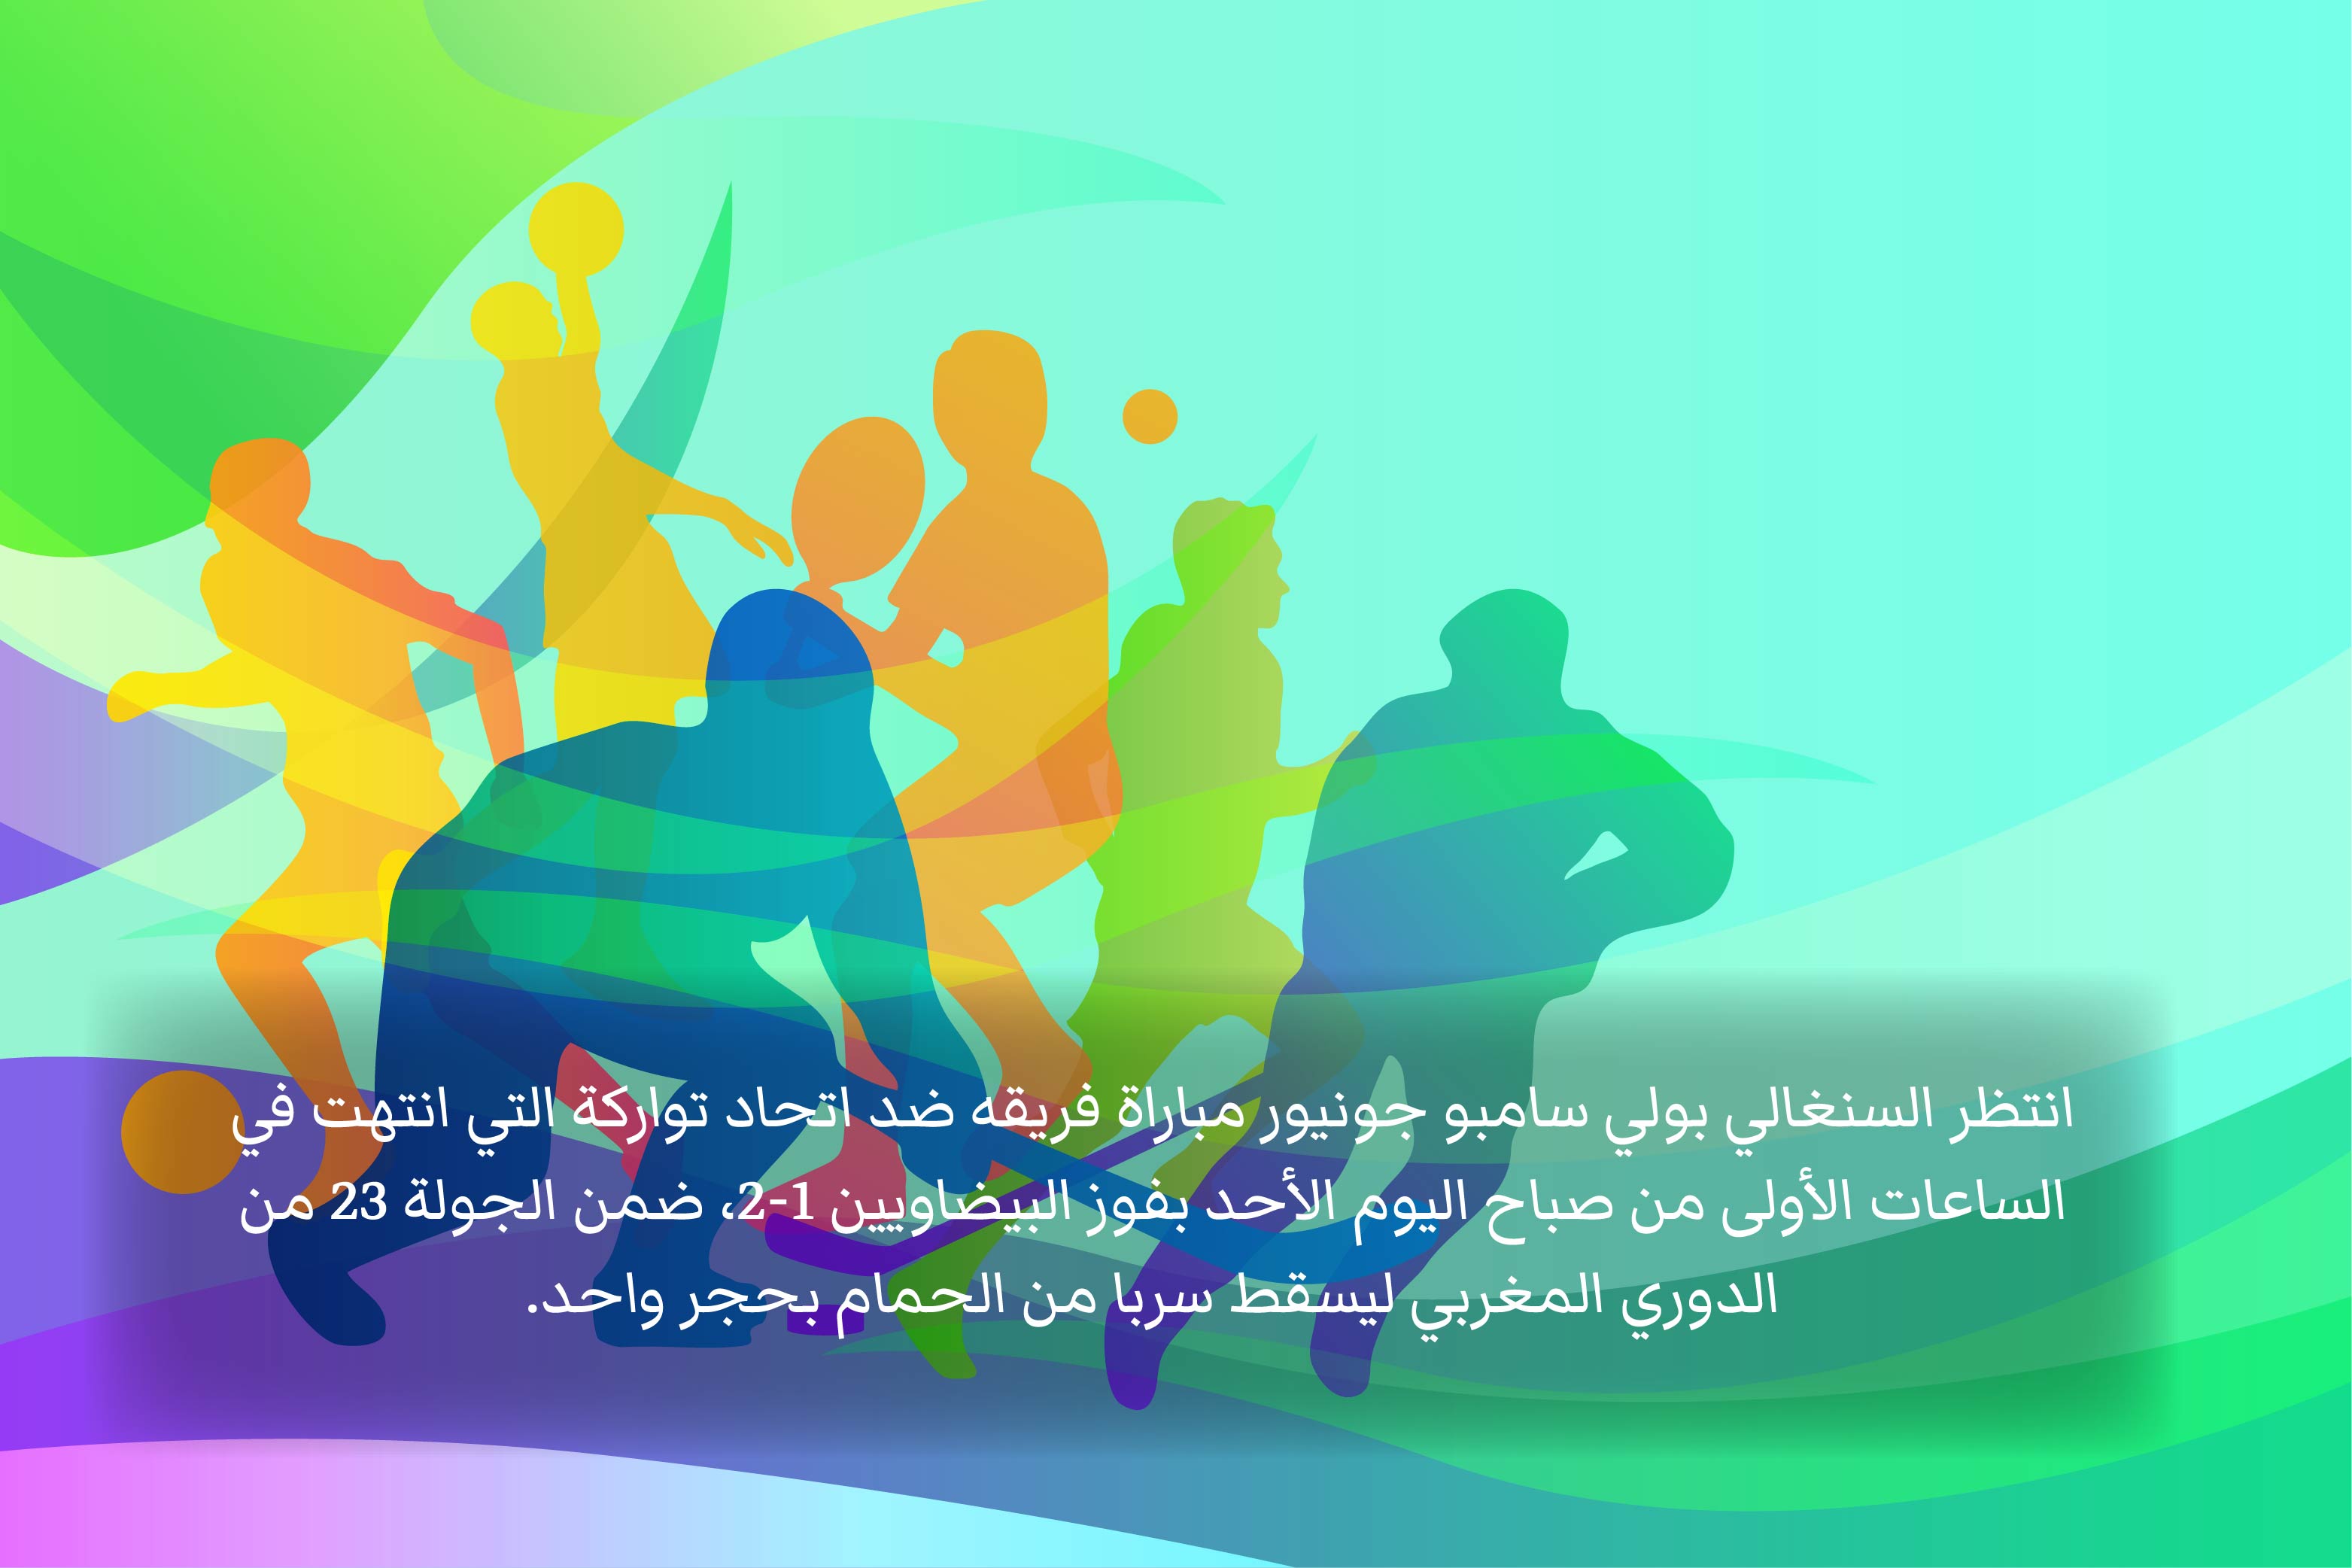 انتظر السنغالي بولي سامبو جونيور مباراة فريقه ضد اتحاد تواركة التي انتهت في
الساعات الأولى من صباح اليوم الأحد بفوز البيضاويين 1-2، ضمن الجولة 23 من
الدوري المغربي ليسقط سربا من الحمام بحجر واحد.